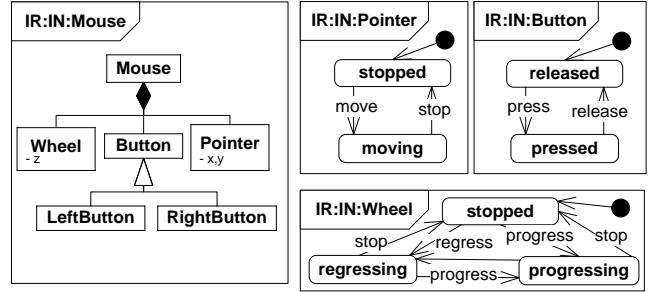 IR:IN:Mouse
Mouse
Wheel
- z
Button
Pointer
- x,y
LeftButton
RightButton
IR:IN:Pointer
stopped
move
stop
moving
IR:IN:Button
released
press
release
pressed
IR:IN:Wheel
stopped
stop
regress
progress
stop
regressing
progress
progressing